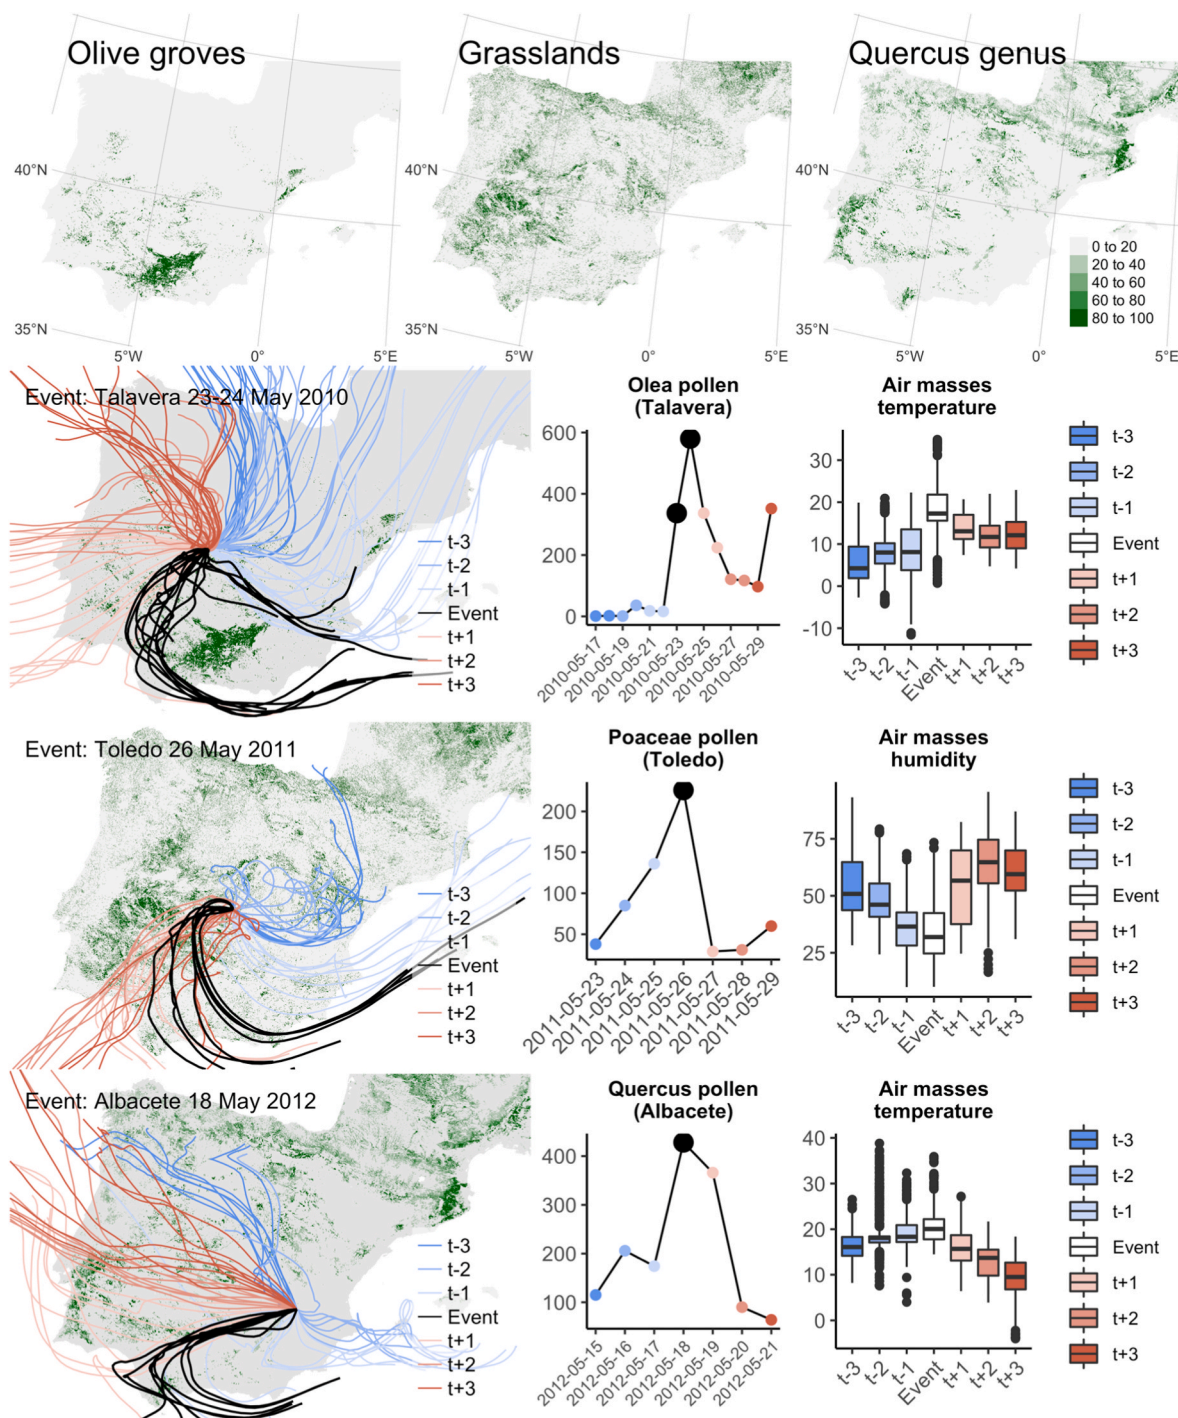 Olive groves
Grasslands
Quercus genus
40°N
40°N
40°N
0 to 20
20 to 40
40 to 60
60 to 80
80 to 100
35°N
35°N
35°N
5°W
0°
5°E
5°W
0°
5°E
5°W
0°
5°E
Event: Talavera 23-24 May 2010
t-3
t-2
t-1
Event
t+1
t+2
t+3
Olea pollen
(Talavera)
600
400
200
0
2010-05-17
2010-05-19
2010-05-21
2010-05-23
2010-05-25
2010-05-27
2010-05-29
Air masses
temperature
30
20
10
0
-10
t-3
t-2
t-1
Event
t+1
t+2
t+3
t-3
t-2
t-1
Event
t+1
t+2
t+3
Event: Toledo 26 May 2011
t-3
t-2
t-1
Event
t+1
t+2
t+3
Poaceae pollen
(Toledo)
200
150
100
50
2011-05-23
2011-05-24
2011-05-25
2011-05-26
2011-05-27
2011-05-28
2011-05-29
Air masses
humidity
75
50
25
t-3
t-2
t-1
Event
t+1
t+2
t+3
t-3
t-2
t-1
Event
t+1
t+2
t+3
Event: Albacete 18 May 2012
t-3
t-2
t-1
Event
t+1
t+2
t+3
Quercus pollen
(Albacete)
400
300
200
100
2012-05-15
2012-05-16
2012-05-17
2012-05-18
2012-05-19
2012-05-20
2012-05-21
Air masses
temperature
40
30
20
10
0
t-3
t-2
t-1
Event
t+1
t+2
t+3
t-3
t-2
t-1
Event
t+1
t+2
t+3